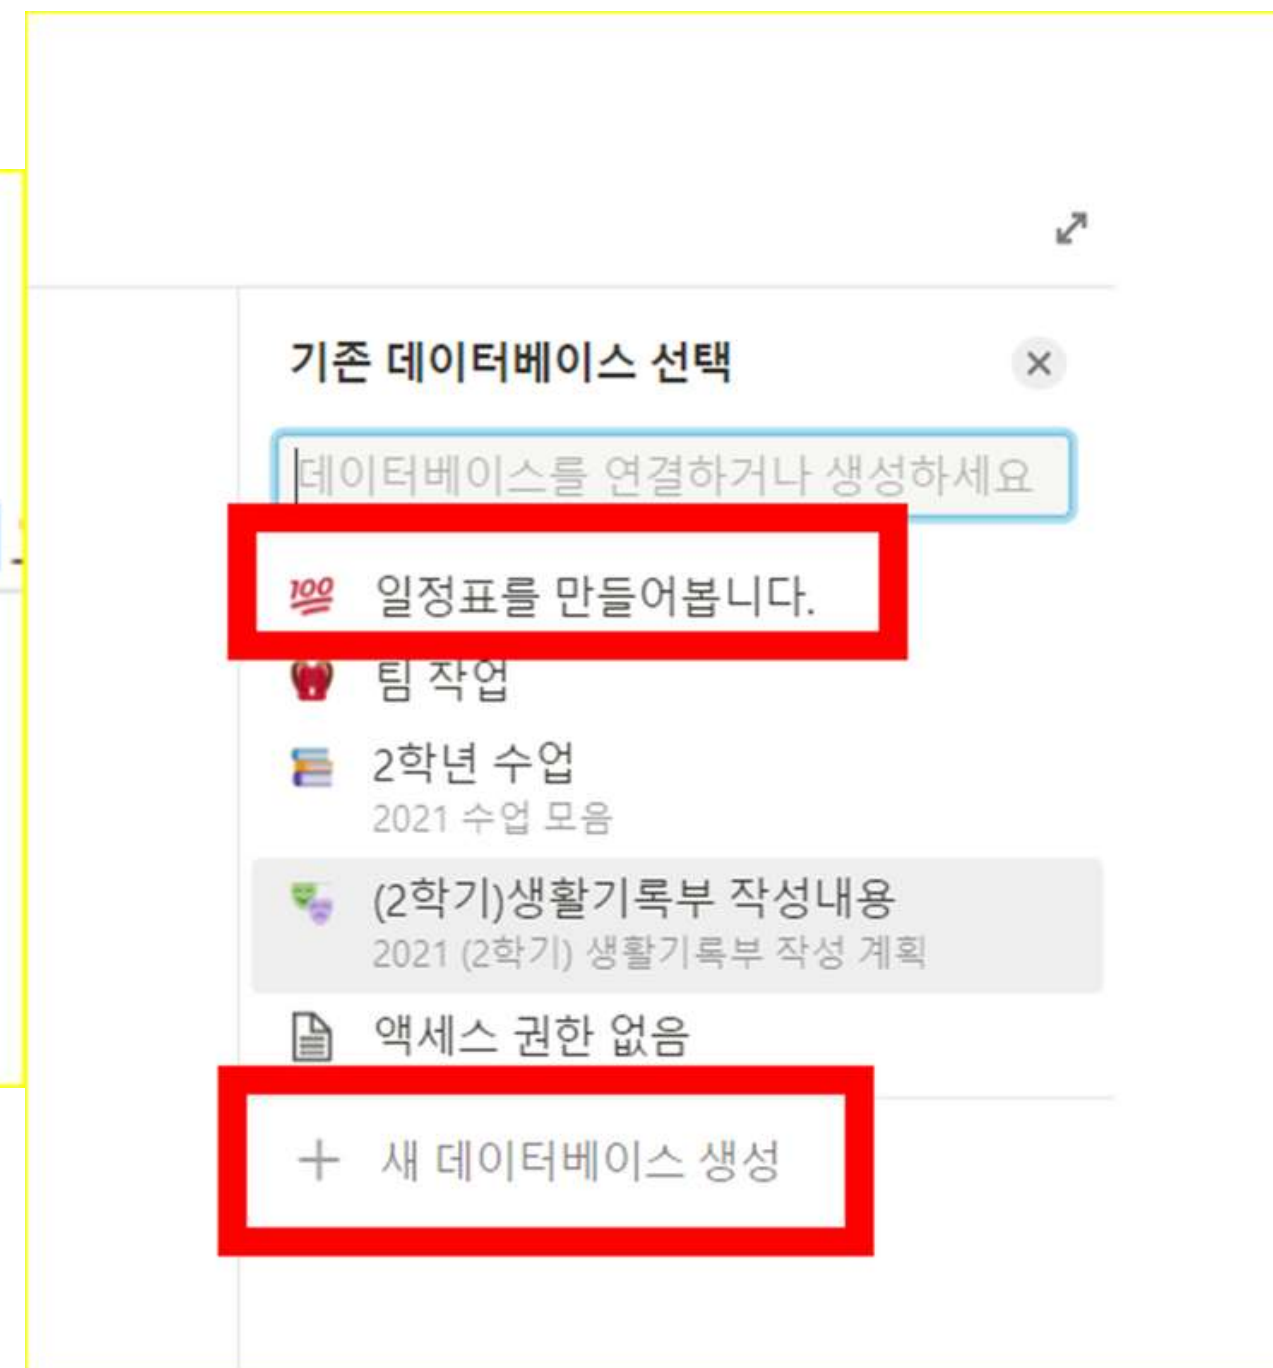 기존 데이터베이스 선택
데이터베이스를 연결하거나 생성하세요
💯 일정표를 만들어봅니다.
팀 작업
2학년 수업
2021 수업 모음
(2학기)생활기록부 작성내용
2021 (2학기) 생활기록부 작성 계획
액세스 권한 없음
+ 새 데이터베이스 생성